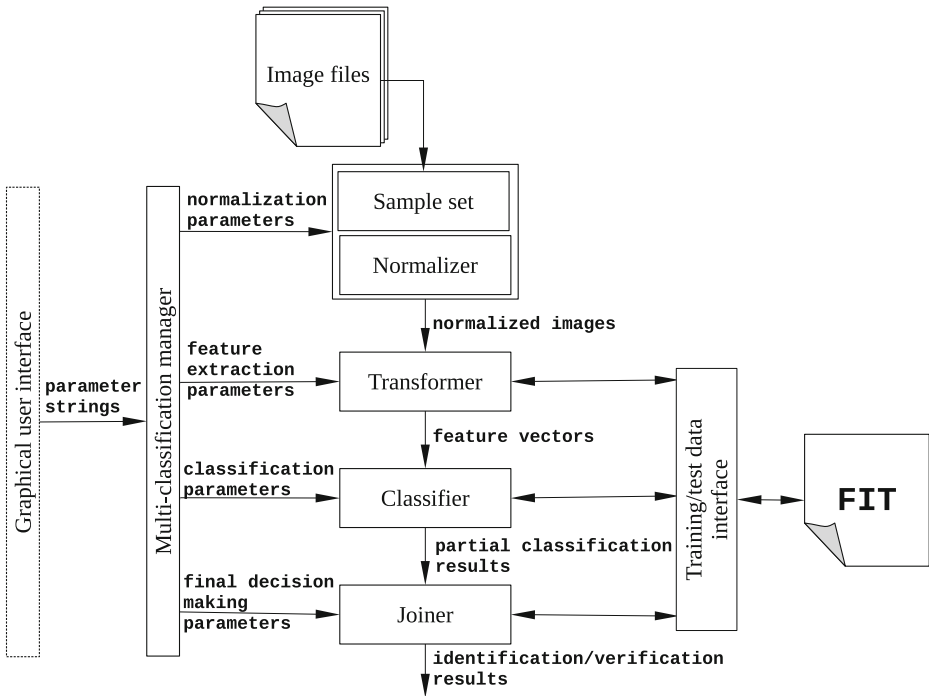 Image files
Sample set
Normalizer
normalization
parameters
normalized images
feature
extraction
parameters
Transformer
parameter
strings
Graphical user interface
Multi-classification manager
feature vectors
classification
parameters
Classifier
Training/test data
interface
FIT
partial classification
results
final decision
making
parameters
Joiner
identification/verification
results